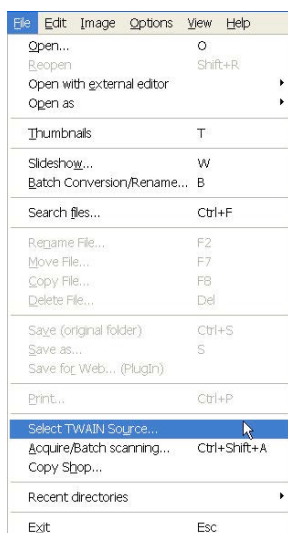 File Edit Image Options View Help
Open... O
Reopen Shift+R
Open with external editor
Open as
Thumbnails T
Slideshow... W
Batch Conversion/Rename... B
Search files... Ctrl+F
Rename File... F2
Move File... F7
Copy File... F8
Delete File... Del
Save (original folder) Ctrl+S
Save as... S
Save for Web... (PlugIn)
Print... Ctrl+P
Select TWAIN Source...
Acquire/Batch scanning... Ctrl+Shift+A
Copy Shop...
Recent directories
Exit Esc